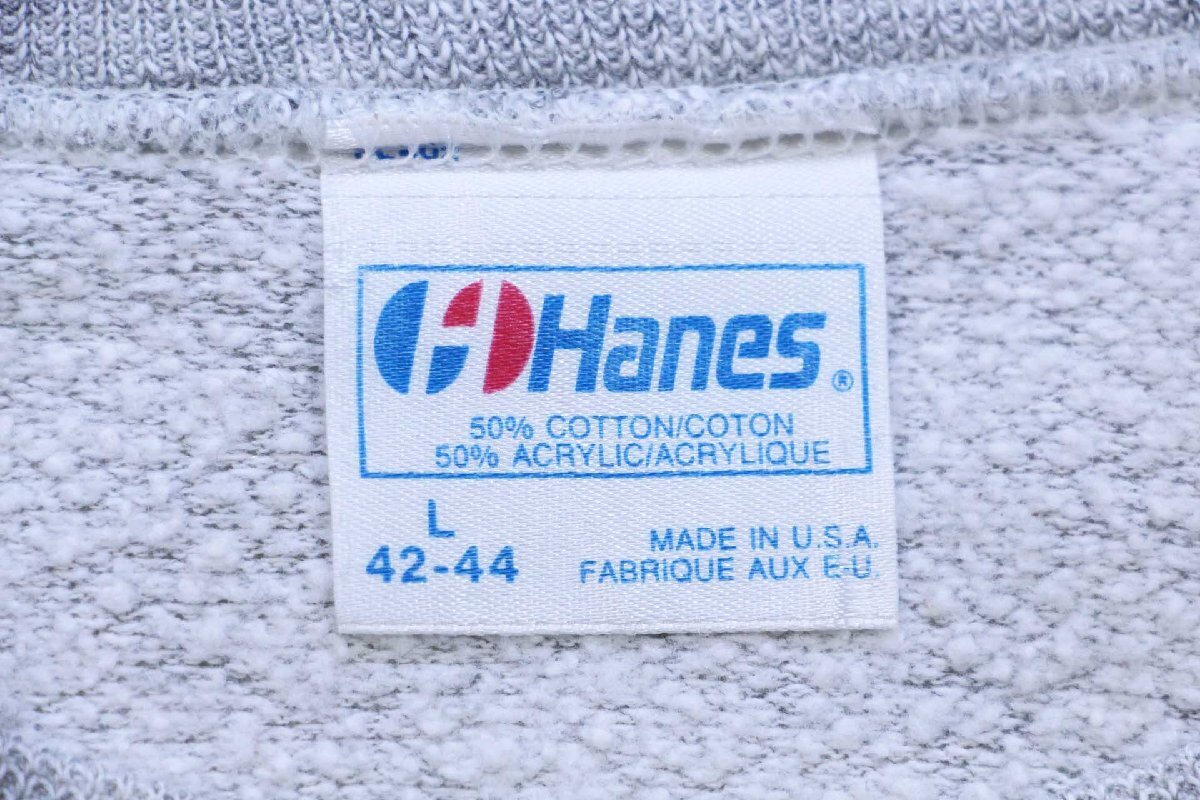 Hanes®
50% COTTON/COTON
50% ACRYLIC/ACRYLIQUE
L
42-44
MADE IN U.S.A.
FABRIQUE AUX E-U.